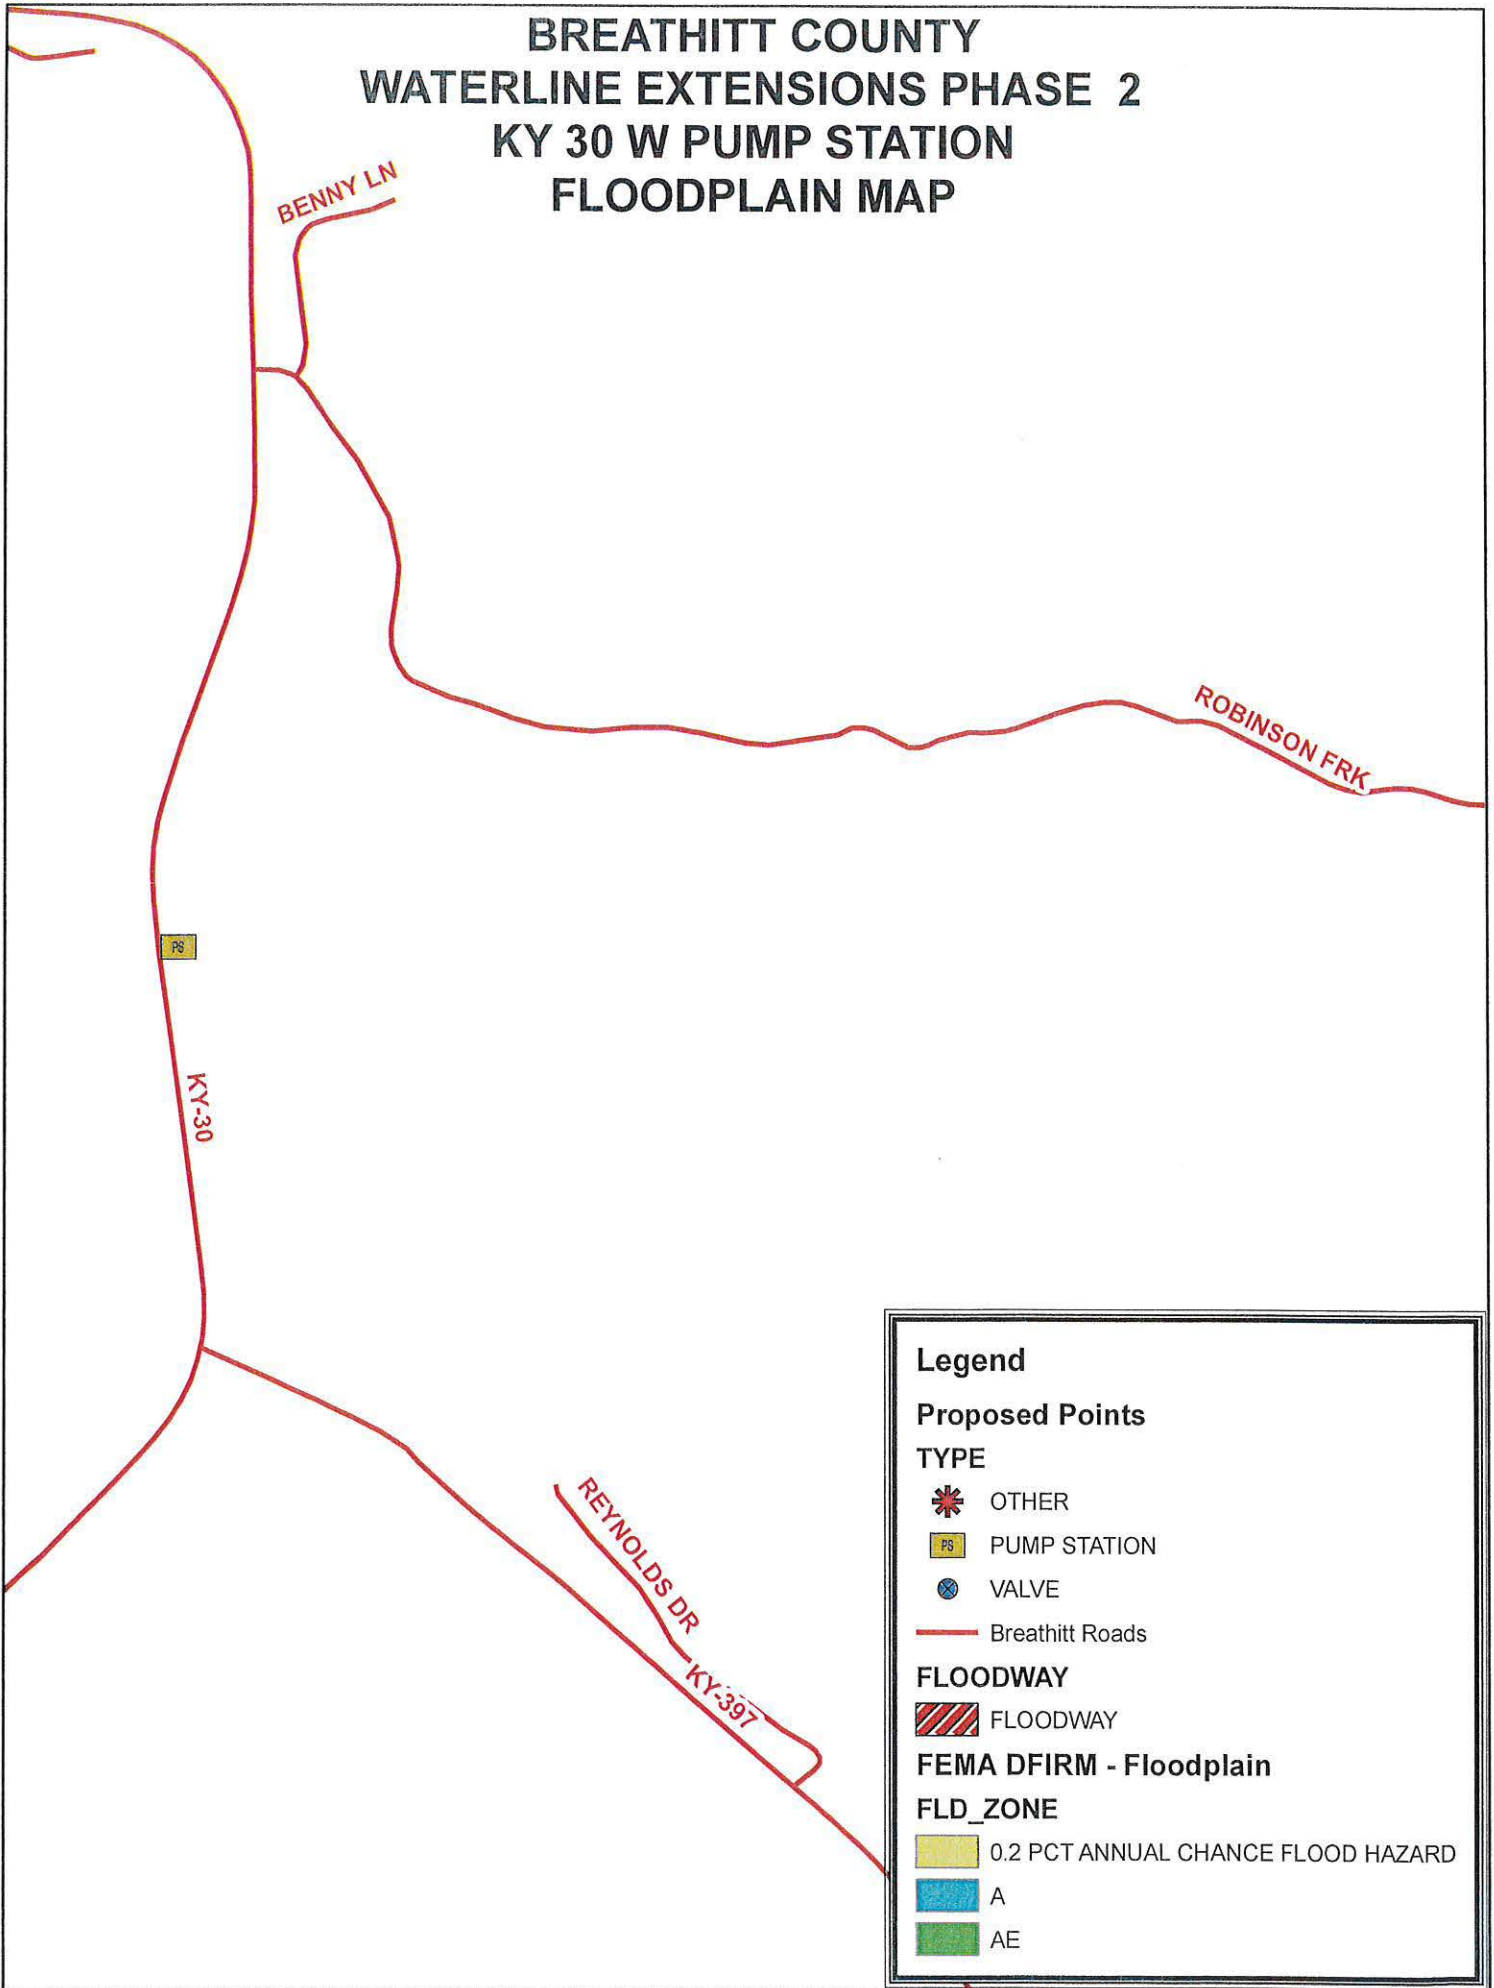 BREATHITT COUNTY
WATERLINE EXTENSIONS PHASE 2
KY 30 W PUMP STATION
FLOODPLAIN MAP
BENNY LN
ROBINSON FRK
PS
KY-30
REYNOLDS DR
KY-397
Legend
Proposed Points
TYPE
OTHER
PS PUMP STATION
VALVE
Breathitt Roads
FLOODWAY
FLOODWAY
FEMA DFIRM - Floodplain
FLD_ZONE
0.2 PCT ANNUAL CHANCE FLOOD HAZARD
A
AE